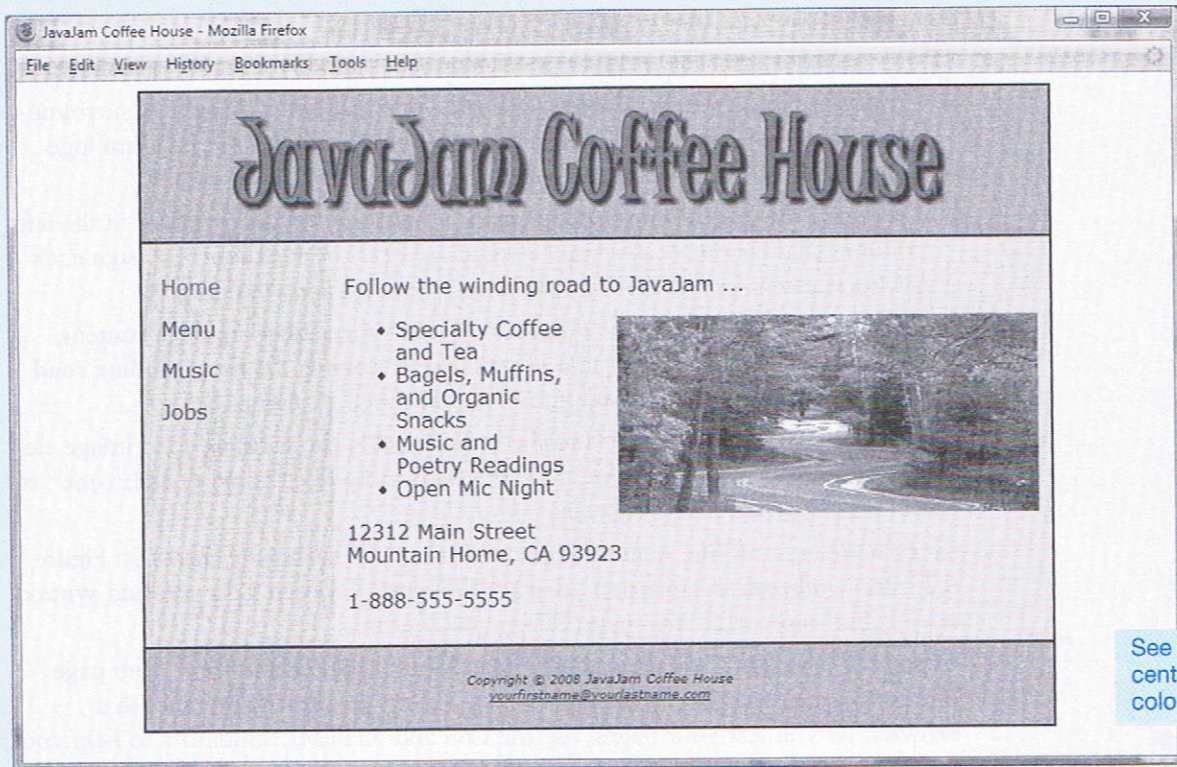 JavaJam Coffee House - Mozilla Firefox
File Edit View History Bookmarks Tools Help
JavaJam Coffee House
Home
Menu
Music
Jobs
Follow the winding road to JavaJam ...
• Specialty Coffee
and Tea
• Bagels, Muffins,
and Organic
Snacks
• Music and
Poetry Readings
• Open Mic Night
12312 Main Street
Mountain Home, CA 93923
1-888-555-5555
Copyright © 2008 JavaJam Coffee House
yourfirstname@yourlastname.com
See